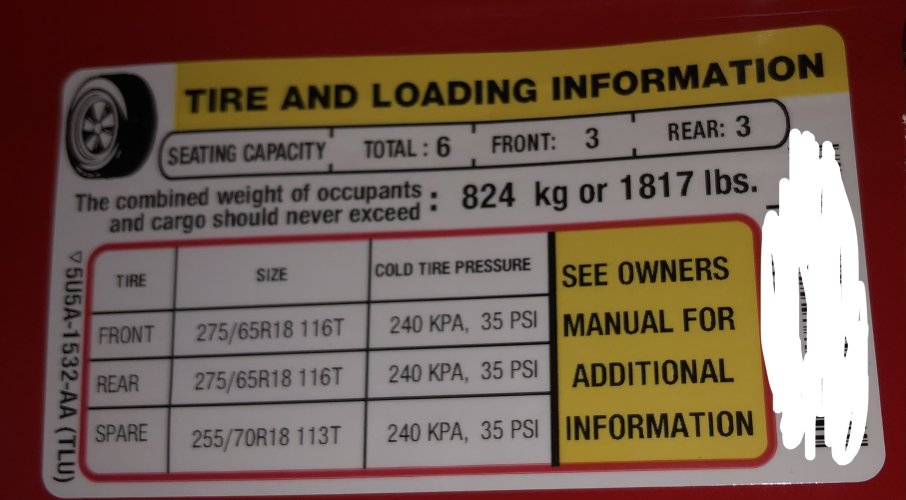 TIRE AND LOADING INFORMATION
SEATING CAPACITY TOTAL : 6 FRONT: 3 REAR: 3
The combined weight of occupants
and cargo should never exceed : 824 kg or 1817 lbs.
TIRE SIZE COLD TIRE PRESSURE
FRONT 275/65R18 116T 240 KPA, 35 PSI
REAR 275/65R18 116T 240 KPA, 35 PSI
SPARE 255/70R18 113T 240 KPA, 35 PSI
SEE OWNERS
MANUAL FOR
ADDITIONAL
INFORMATION
▽5U5A-1532-AA (TLU)